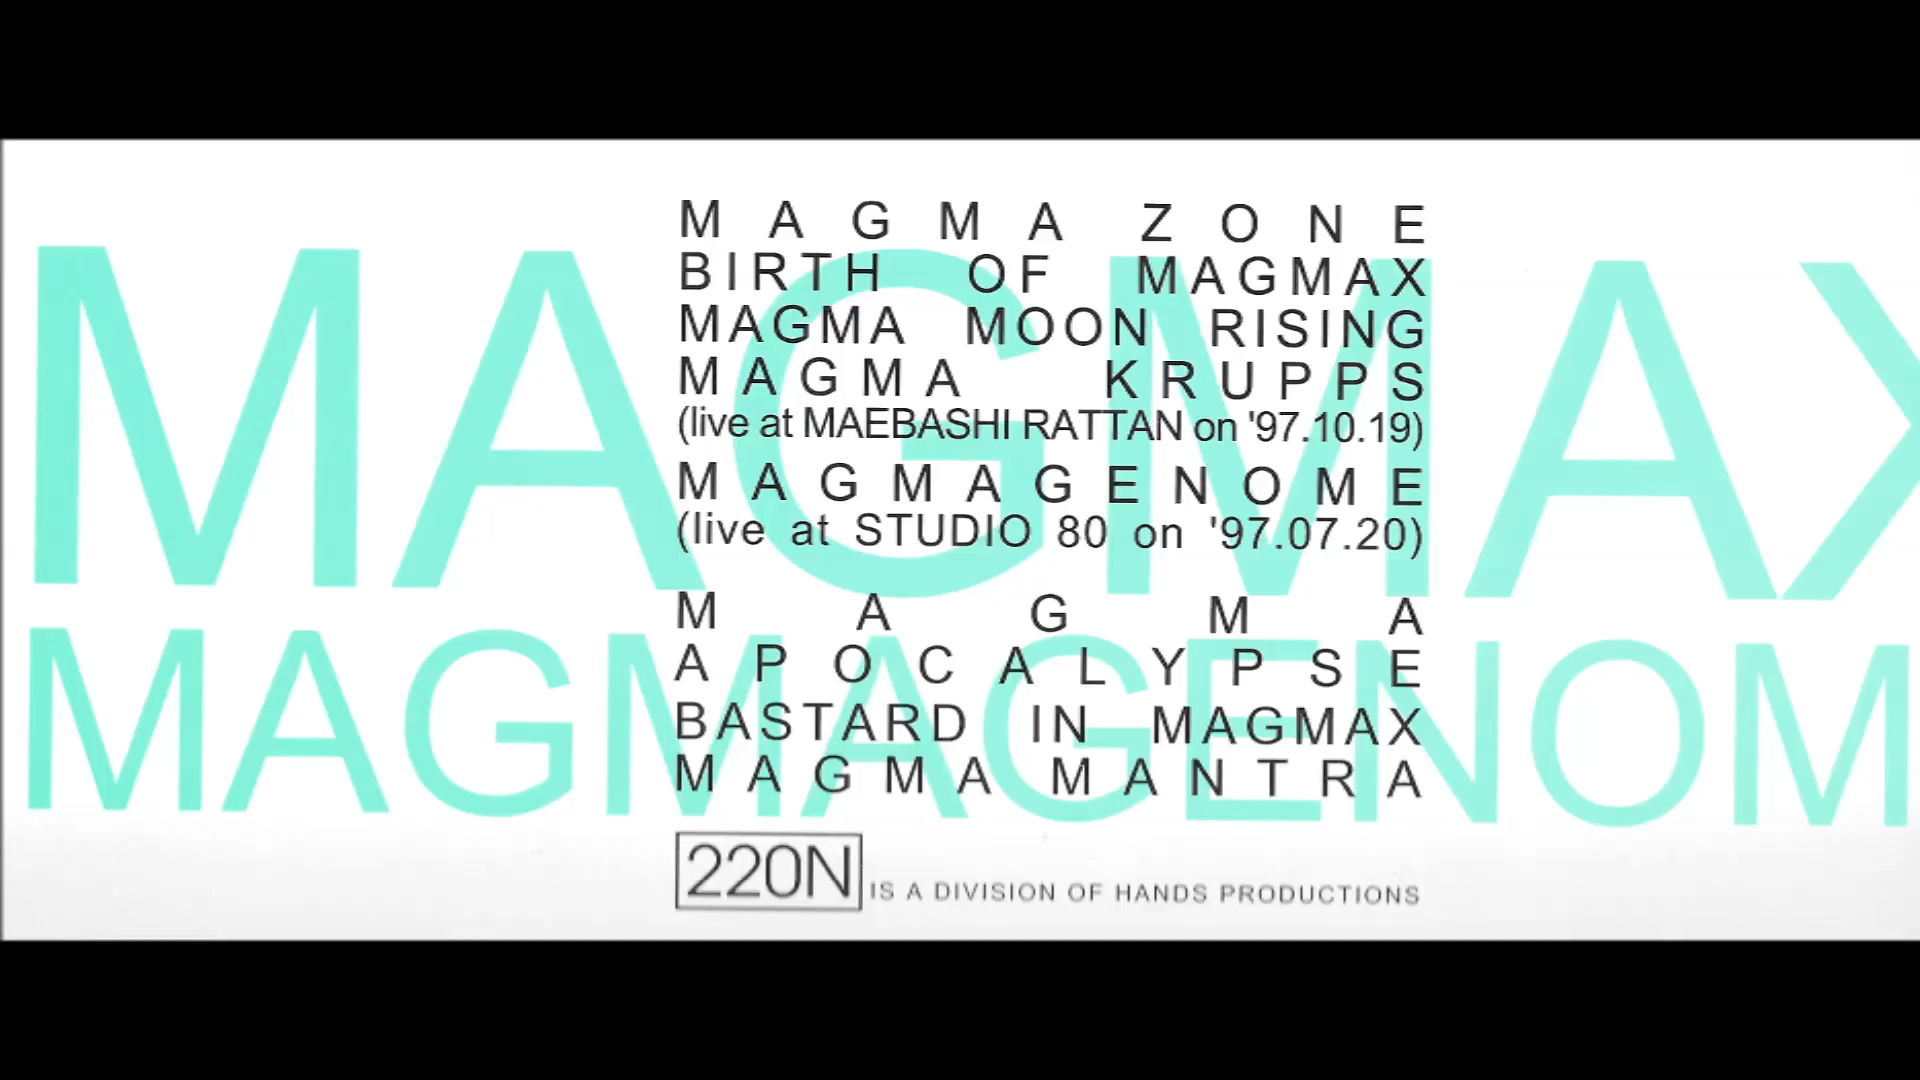 MAGMAX
MAGMAGENOM
MAGMA ZONE
BIRTH OF MAGMAX
MAGMA MOON RISING
MAGMA KRUPPS
(live at MAEBASHI RATTAN on '97.10.19)
MAGMAGENOME
(live at STUDIO 80 on '97.07.20)
MAGMA
APOCALYPSE
BASTARD IN MAGMAX
MAGMA MANTRA
220N IS A DIVISION OF HANDS PRODUCTIONS